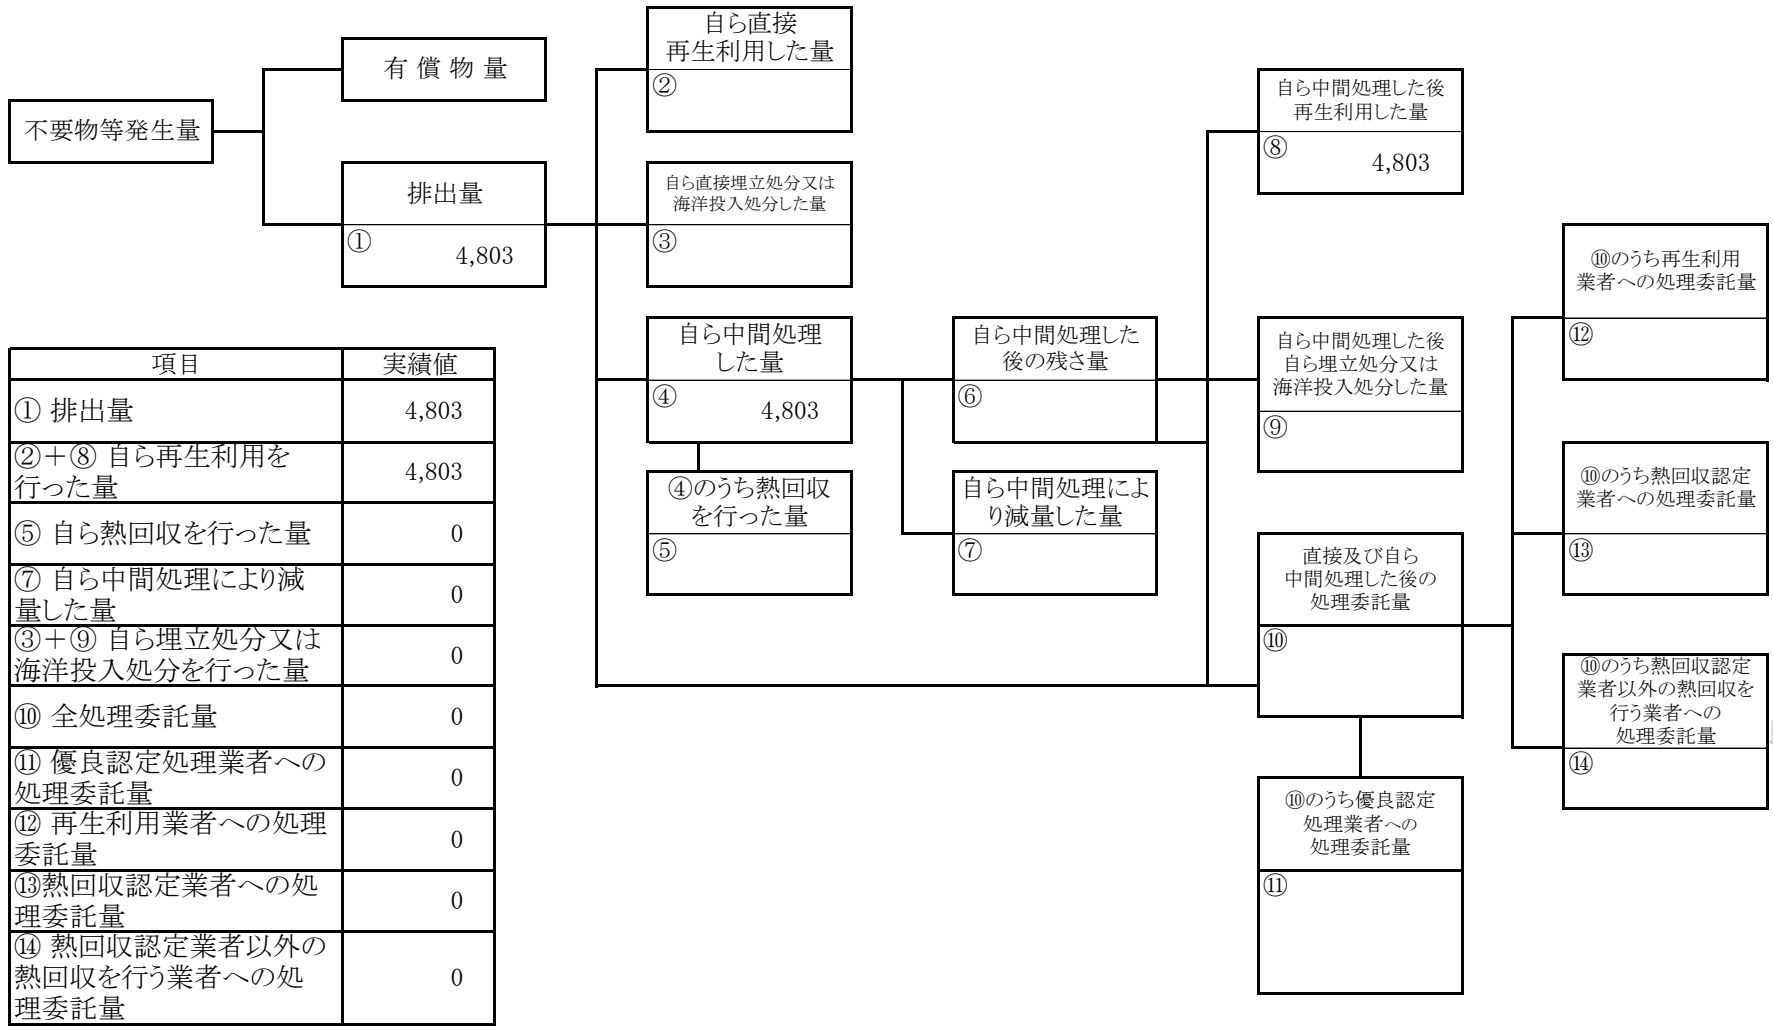 不要物等発生量
有 償 物 量
排出量
①
4,803
自ら直接
再生利用した量
②
自ら直接埋立処分又は
海洋投入処分した量
③
自ら中間処理
した量
④
4,803
④のうち熱回収
を行った量
⑤
自ら中間処理した
後の残さ量
⑥
自ら中間処理によ
り減量した量
⑦
自ら中間処理した後
再生利用した量
⑧
4,803
自ら中間処理した後
自ら埋立処分又は
海洋投入処分した量
⑨
直接及び自ら
中間処理した後の
処理委託量
⑩
⑩のうち優良認定
処理業者への
処理委託量
⑪
⑩のうち再生利用
業者への処理委託量
⑫
⑩のうち熱回収認定
業者への処理委託量
⑬
⑩のうち熱回収認定
業者以外の熱回収を
行う業者への
処理委託量
⑭
項目 実績値
① 排出量 4,803
②＋⑧ 自ら再生利用を
行った量 4,803
⑤ 自ら熱回収を行った量 0
⑦ 自ら中間処理により減
量した量 0
③＋⑨ 自ら埋立処分又は
海洋投入処分を行った量 0
⑩ 全処理委託量 0
⑪ 優良認定処理業者への
処理委託量 0
⑫ 再生利用業者への処理
委託量 0
⑬熱回収認定業者への処
理委託量 0
⑭ 熱回収認定業者以外の
熱回収を行う業者への処
理委託量 0